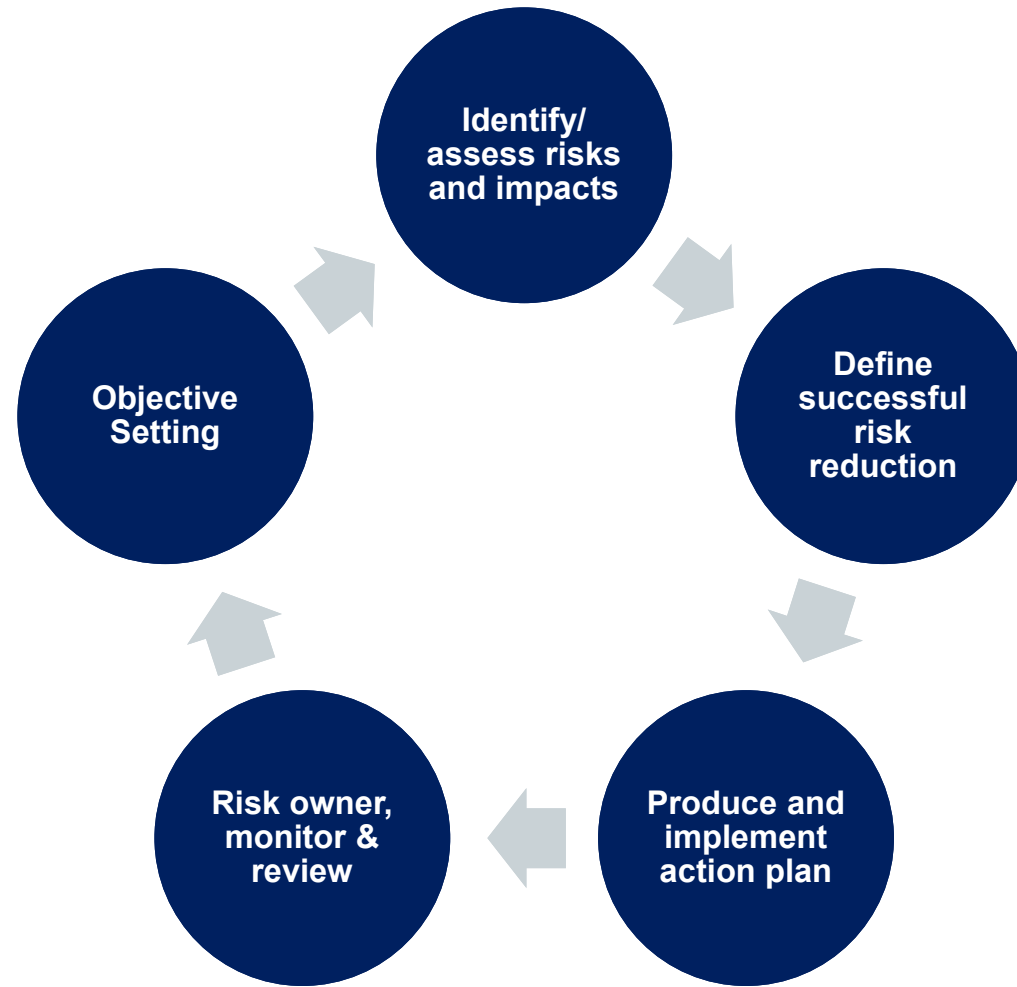 Identify/
assess risks
and impacts
Define
successful
risk
reduction
Produce and
implement
action plan
Risk owner,
monitor &
review
Objective
Setting